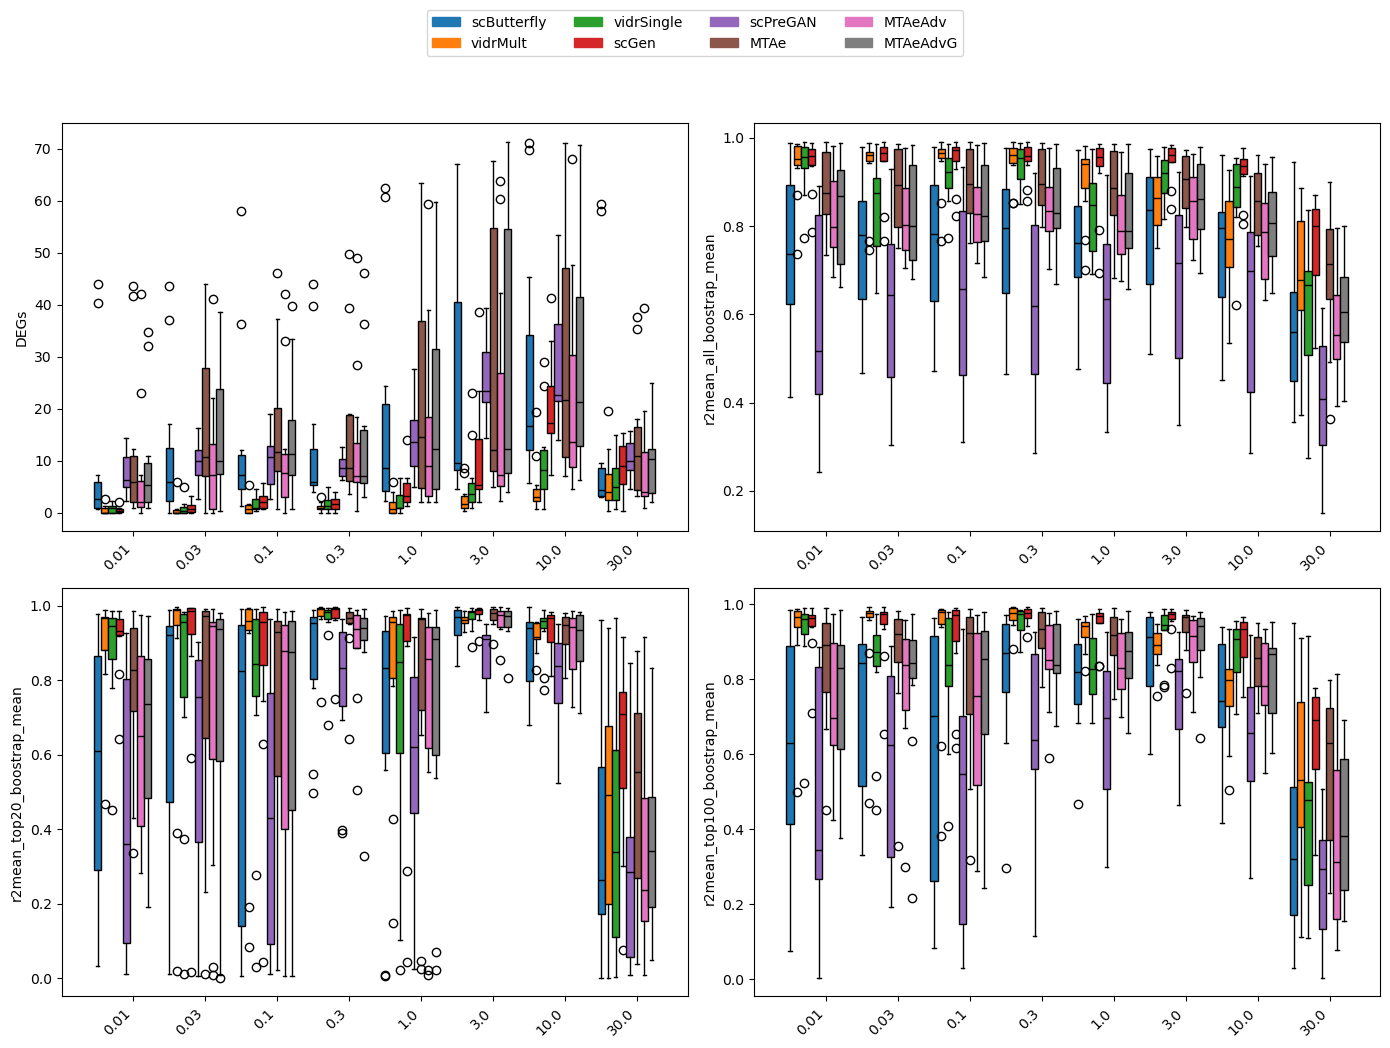 scButterfly vidrSingle scPreGAN MTAeAdv
vidrMult scGen MTAe MTAeAdvG
DEGs
70
60
50
40
30
20
10
0
0.01 0.03 0.1 0.3 1.0 3.0 10.0 30.0
r2mean_all_boostrap_mean
1.0
0.8
0.6
0.4
0.2
0.01 0.03 0.1 0.3 1.0 3.0 10.0 30.0
r2mean_top20_boostrap_mean
1.0
0.8
0.6
0.4
0.2
0.0
0.01 0.03 0.1 0.3 1.0 3.0 10.0 30.0
r2mean_top100_boostrap_mean
1.0
0.8
0.6
0.4
0.2
0.0
0.01 0.03 0.1 0.3 1.0 3.0 10.0 30.0